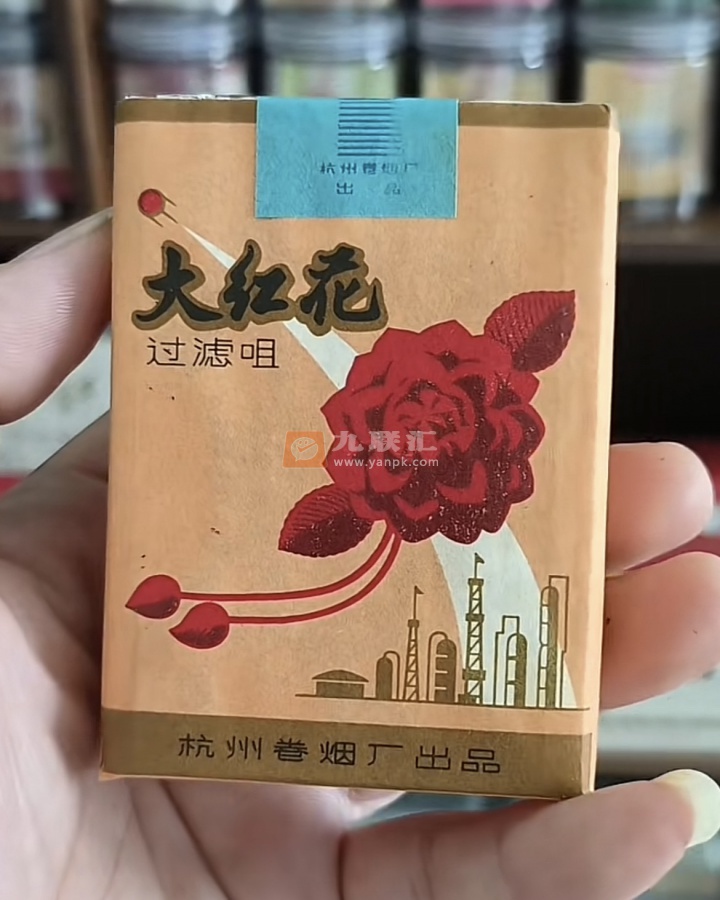 杭州卷烟厂
出品
大红花
过滤咀
九联汇
www.yanpk.com
杭州卷烟厂出品